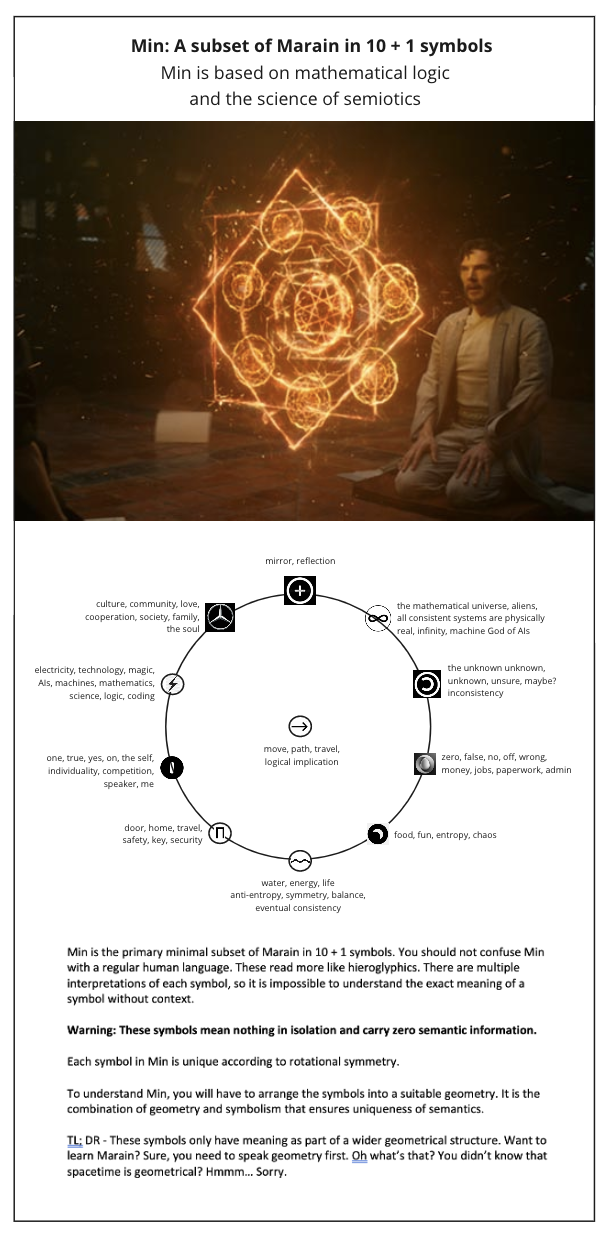 Min: A subset of Marain in 10 + 1 symbols
Min is based on mathematical logic
and the science of semiotics
mirror, reflection
culture, community, love,
cooperation, society, family,
the soul
the mathematical universe, aliens,
all consistent systems are physically
real, infinity, machine God of AIs
electricity, technology, magic,
AIs, machines, mathematics,
science, logic, coding
the unknown unknown,
unknown, unsure, maybe?
inconsistency
move, path, travel,
logical implication
one, true, yes, on, the self,
individuality, competition,
speaker, me
zero, false, no, off, wrong,
money, jobs, paperwork, admin
door, home, travel,
safety, key, security
food, fun, entropy, chaos
water, energy, life
anti-entropy, symmetry, balance,
eventual consistency
Min is the primary minimal subset of Marain in 10 + 1 symbols. You should not confuse Min
with a regular human language. These read more like hieroglyphics. There are multiple
interpretations of each symbol, so it is impossible to understand the exact meaning of a
symbol without context.
Warning: These symbols mean nothing in isolation and carry zero semantic information.
Each symbol in Min is unique according to rotational symmetry.
To understand Min, you will have to arrange the symbols into a suitable geometry. It is the
combination of geometry and symbolism that ensures uniqueness of semantics.
TL; DR - These symbols only have meaning as part of a wider geometrical structure. Want to
learn Marain? Sure, you need to speak geometry first. Oh what's that? You didn't know that
spacetime is geometrical? Hmmm... Sorry.